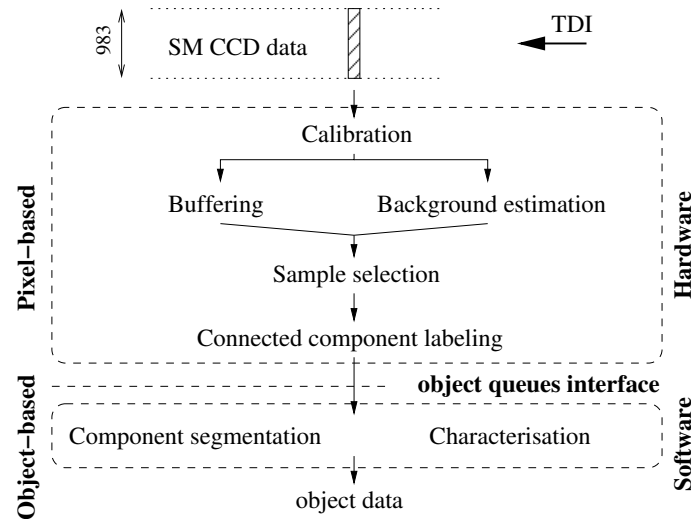 TDI
983
SM CCD data
Calibration
Buffering
Background estimation
Sample selection
Connected component labeling
Pixel−based
Hardware
object queues interface
Component segmentation
Characterisation
Object−based
Software
object data